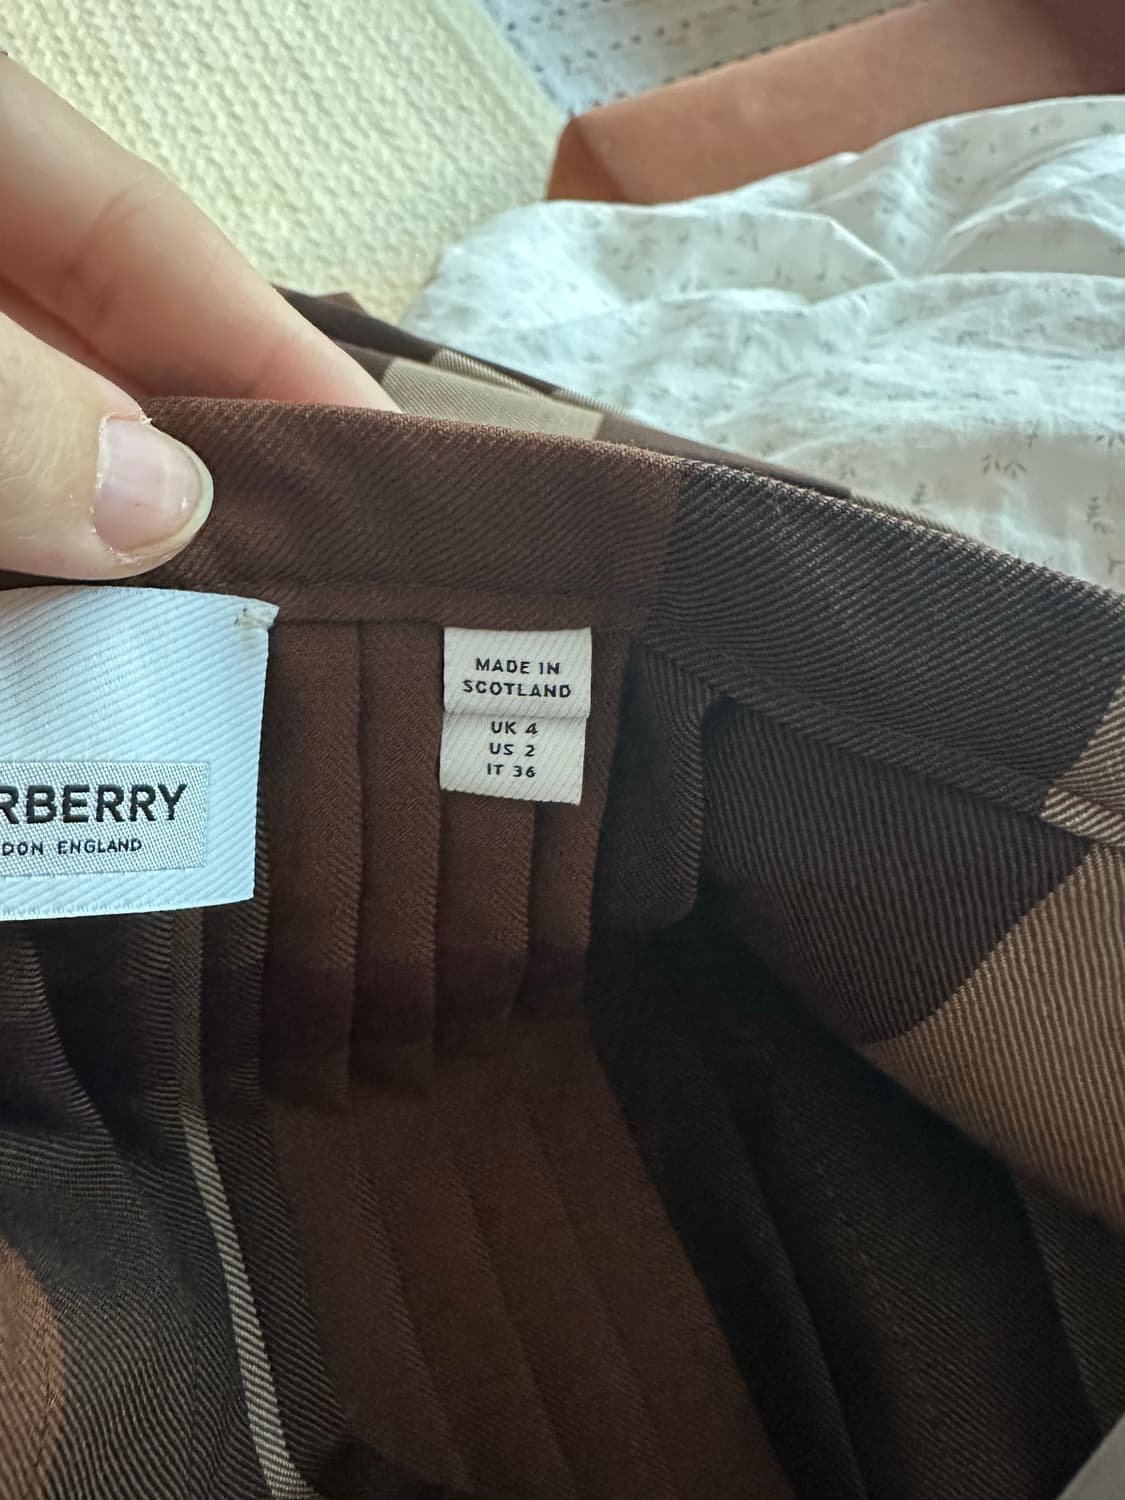 RBERRY
DON ENGLAND
MADE IN
SCOTLAND
UK 4
US 2
IT 36